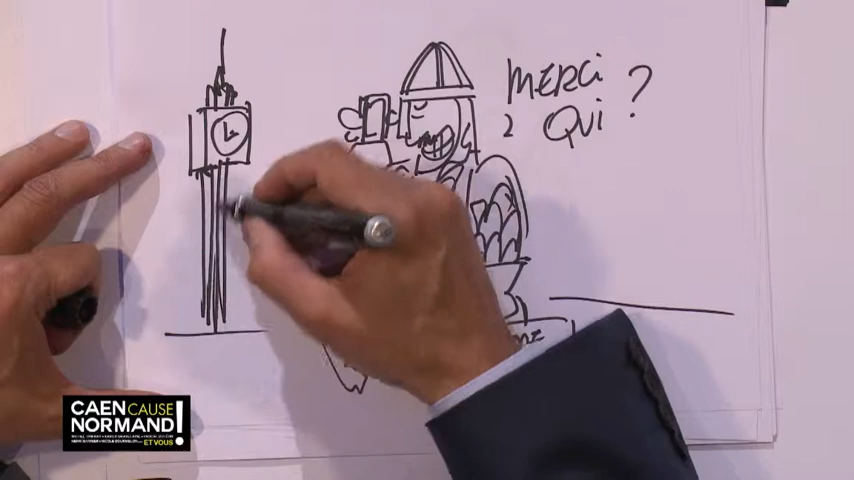 MERCi
QUi ?
CAEN CAUSE
NORMAND !
ET VOUS